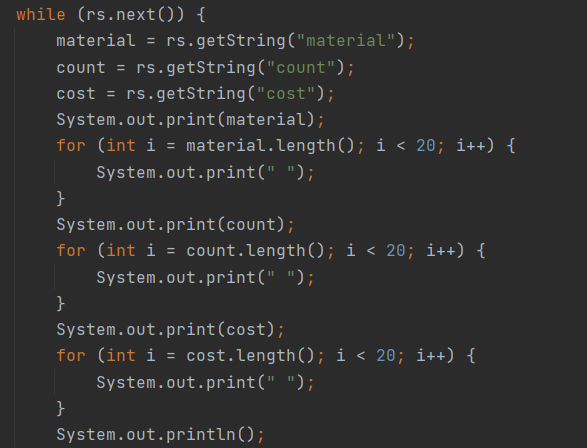 while (rs.next()) {
    material = rs.getString("material");
    count = rs.getString("count");
    cost = rs.getString("cost");
    System.out.print(material);
    for (int i = material.length(); i < 20; i++) {
        System.out.print(" ");
    }
    System.out.print(count);
    for (int i = count.length(); i < 20; i++) {
        System.out.print(" ");
    }
    System.out.print(cost);
    for (int i = cost.length(); i < 20; i++) {
        System.out.print(" ");
    }
    System.out.println();